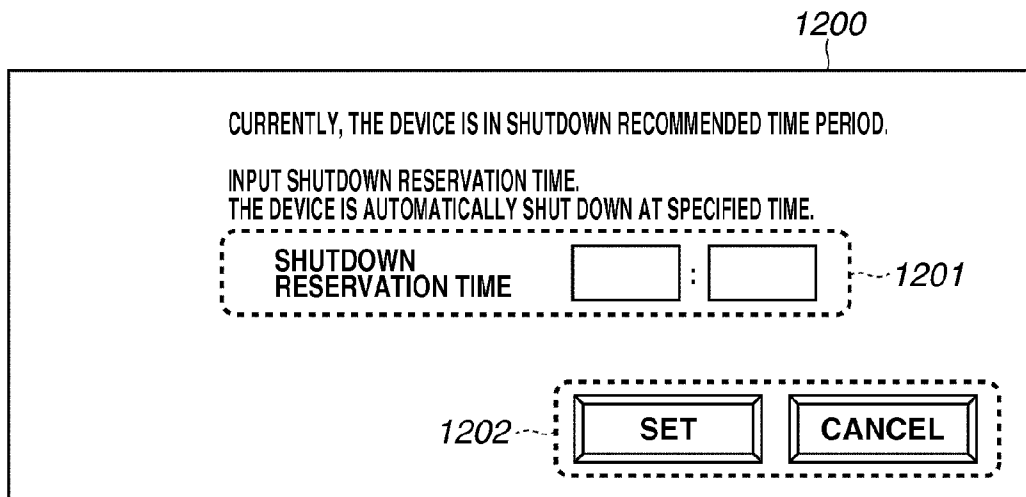 1200
CURRENTLY, THE DEVICE IS IN SHUTDOWN RECOMMENDED TIME PERIOD.
INPUT SHUTDOWN RESERVATION TIME.
THE DEVICE IS AUTOMATICALLY SHUT DOWN AT SPECIFIED TIME.
SHUTDOWN
RESERVATION TIME :
1201
1202 SET CANCEL